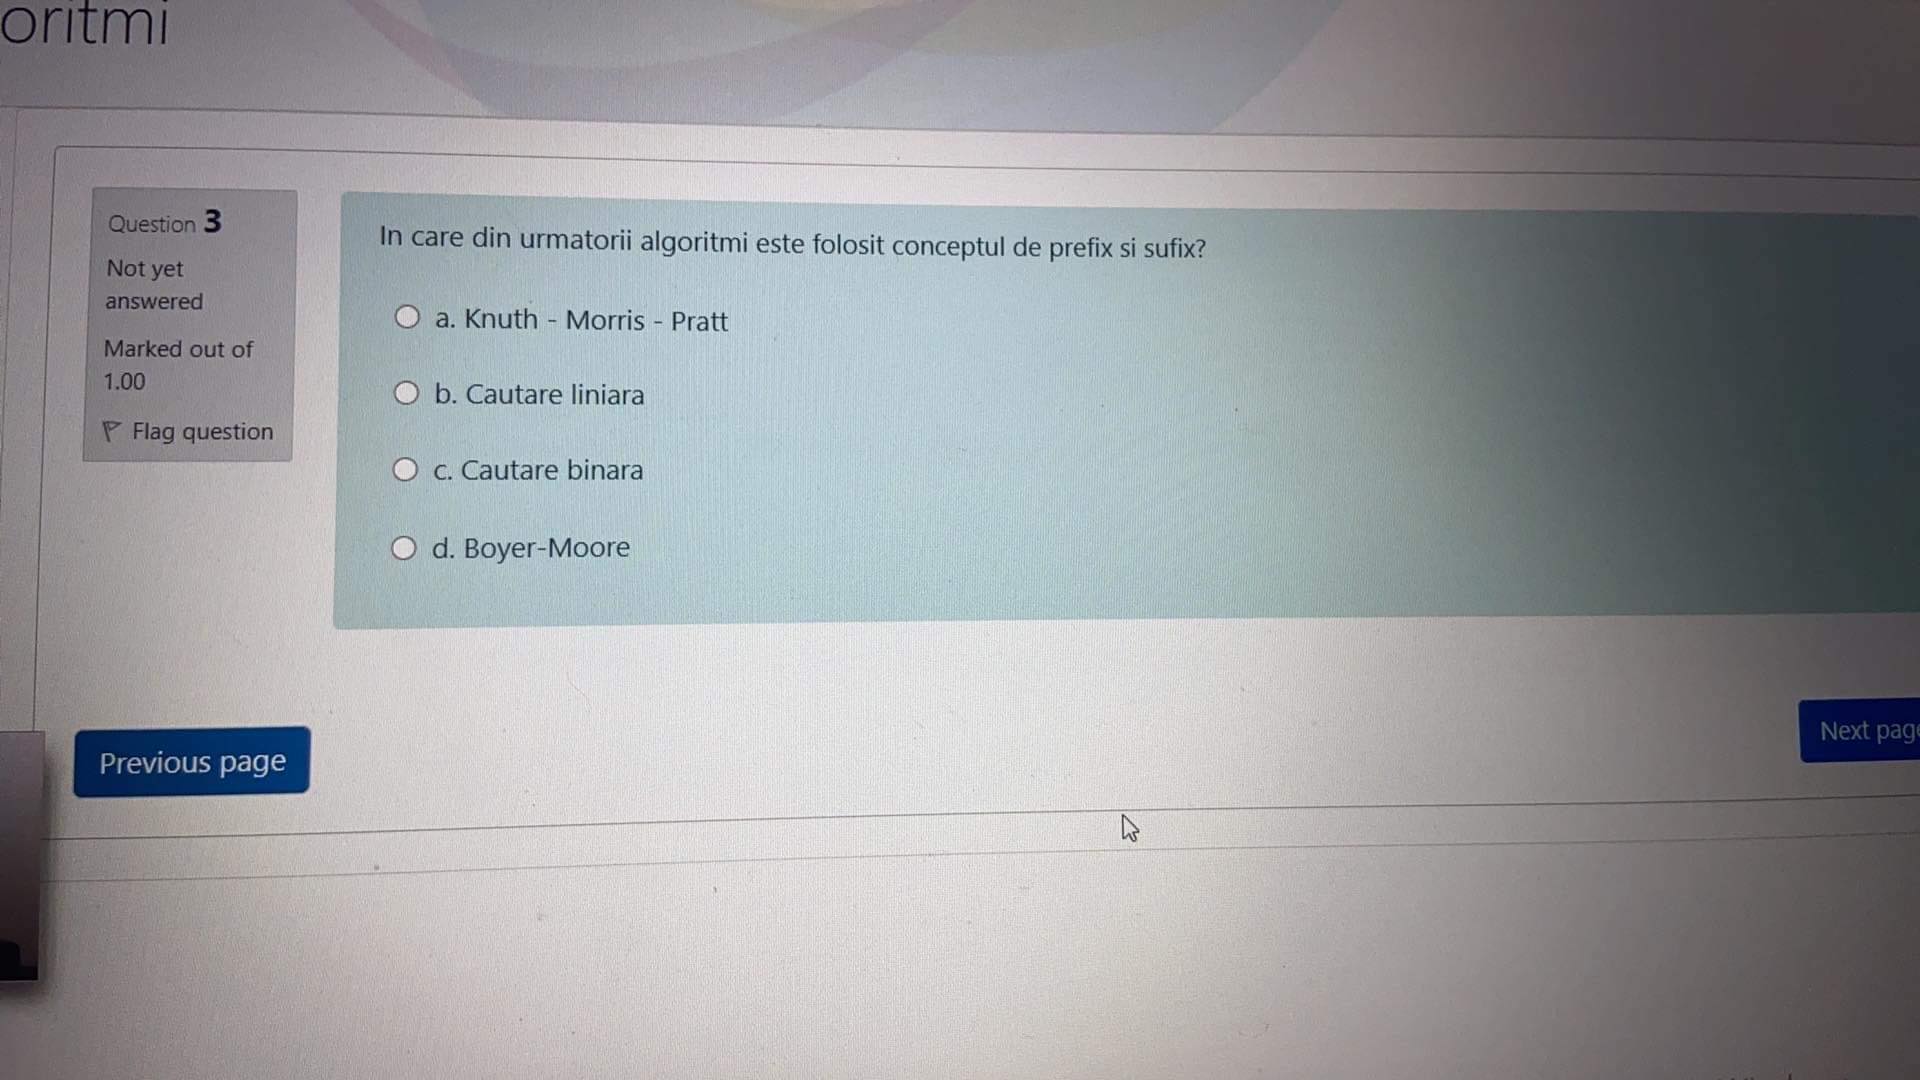 oritmi
Question 3
Not yet
answered
Marked out of
1.00
Flag question
In care din urmatorii algoritmi este folosit conceptul de prefix si sufix?
a. Knuth - Morris - Pratt
b. Cautare liniara
c. Cautare binara
d. Boyer-Moore
Previous page
Next page